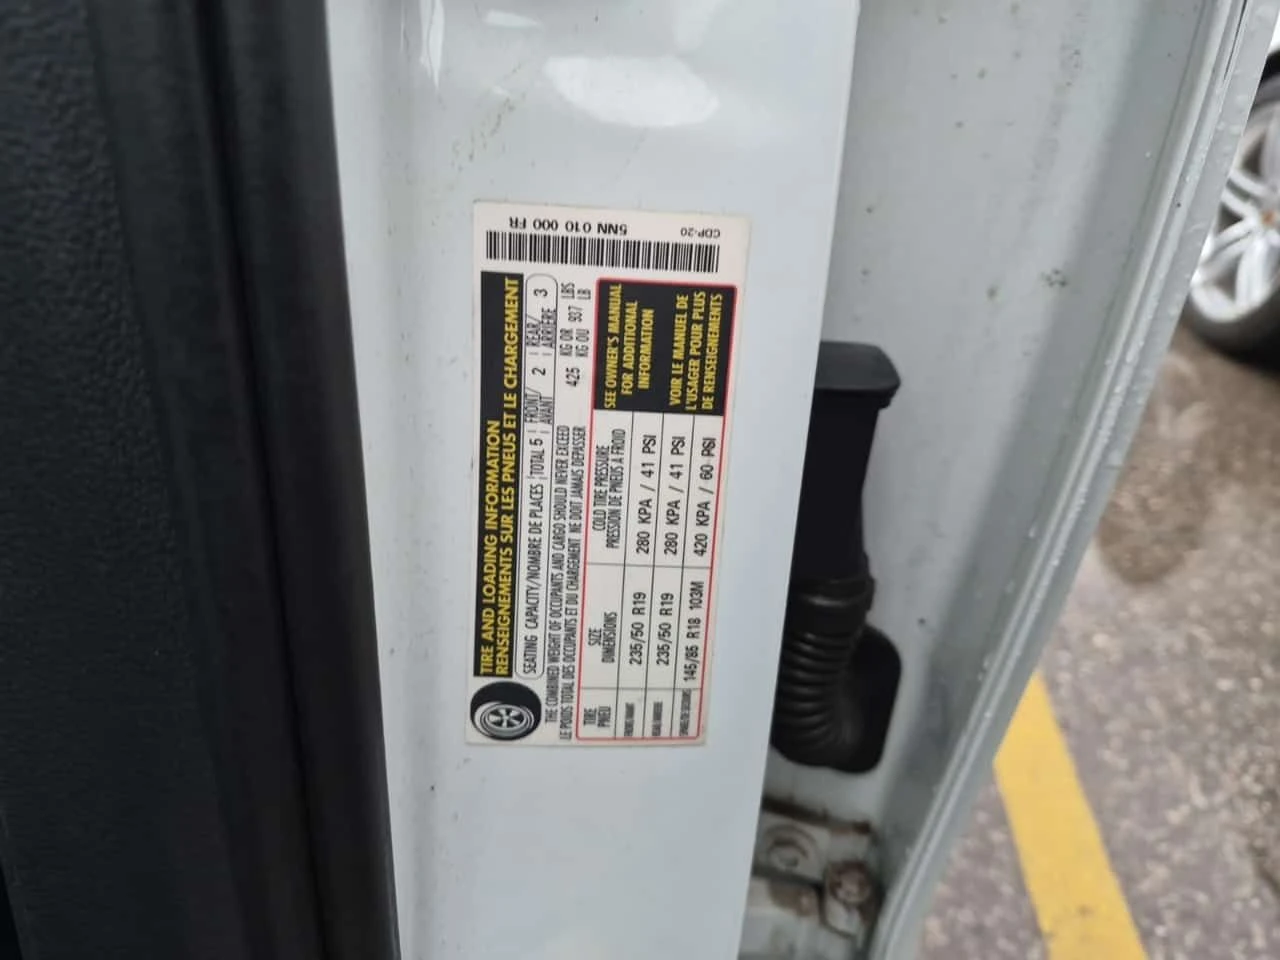 5NN 010 000 FR
CDP-20
TIRE AND LOADING INFORMATION
RENSEIGNEMENTS SUR LES PNEUS ET LE CHARGEMENT
SEATING CAPACITY/NOMBRE DE PLACES | TOTAL 5 | FRONT/AVANT 2 | REAR/ARRIÈRE 3
THE COMBINED WEIGHT OF OCCUPANTS AND CARGO SHOULD NEVER EXCEED 425 KG OR 937 LBS
LE POIDS TOTAL DES OCCUPANTS ET DU CHARGEMENT NE DOIT JAMAIS DEPASSER KG OU LB
TIRE PNEU SIZE DIMENSIONS COLD TIRE PRESSURE PRESSION DE PNEUS A FROID
235/50 R19 280 KPA / 41 PSI
235/50 R19 280 KPA / 41 PSI
145/85 R18 103M 420 KPA / 60 PSI
SEE OWNER'S MANUAL
FOR ADDITIONAL
INFORMATION
VOIR LE MANUEL DE
L'USAGER POUR PLUS
DE RENSEIGNEMENTS